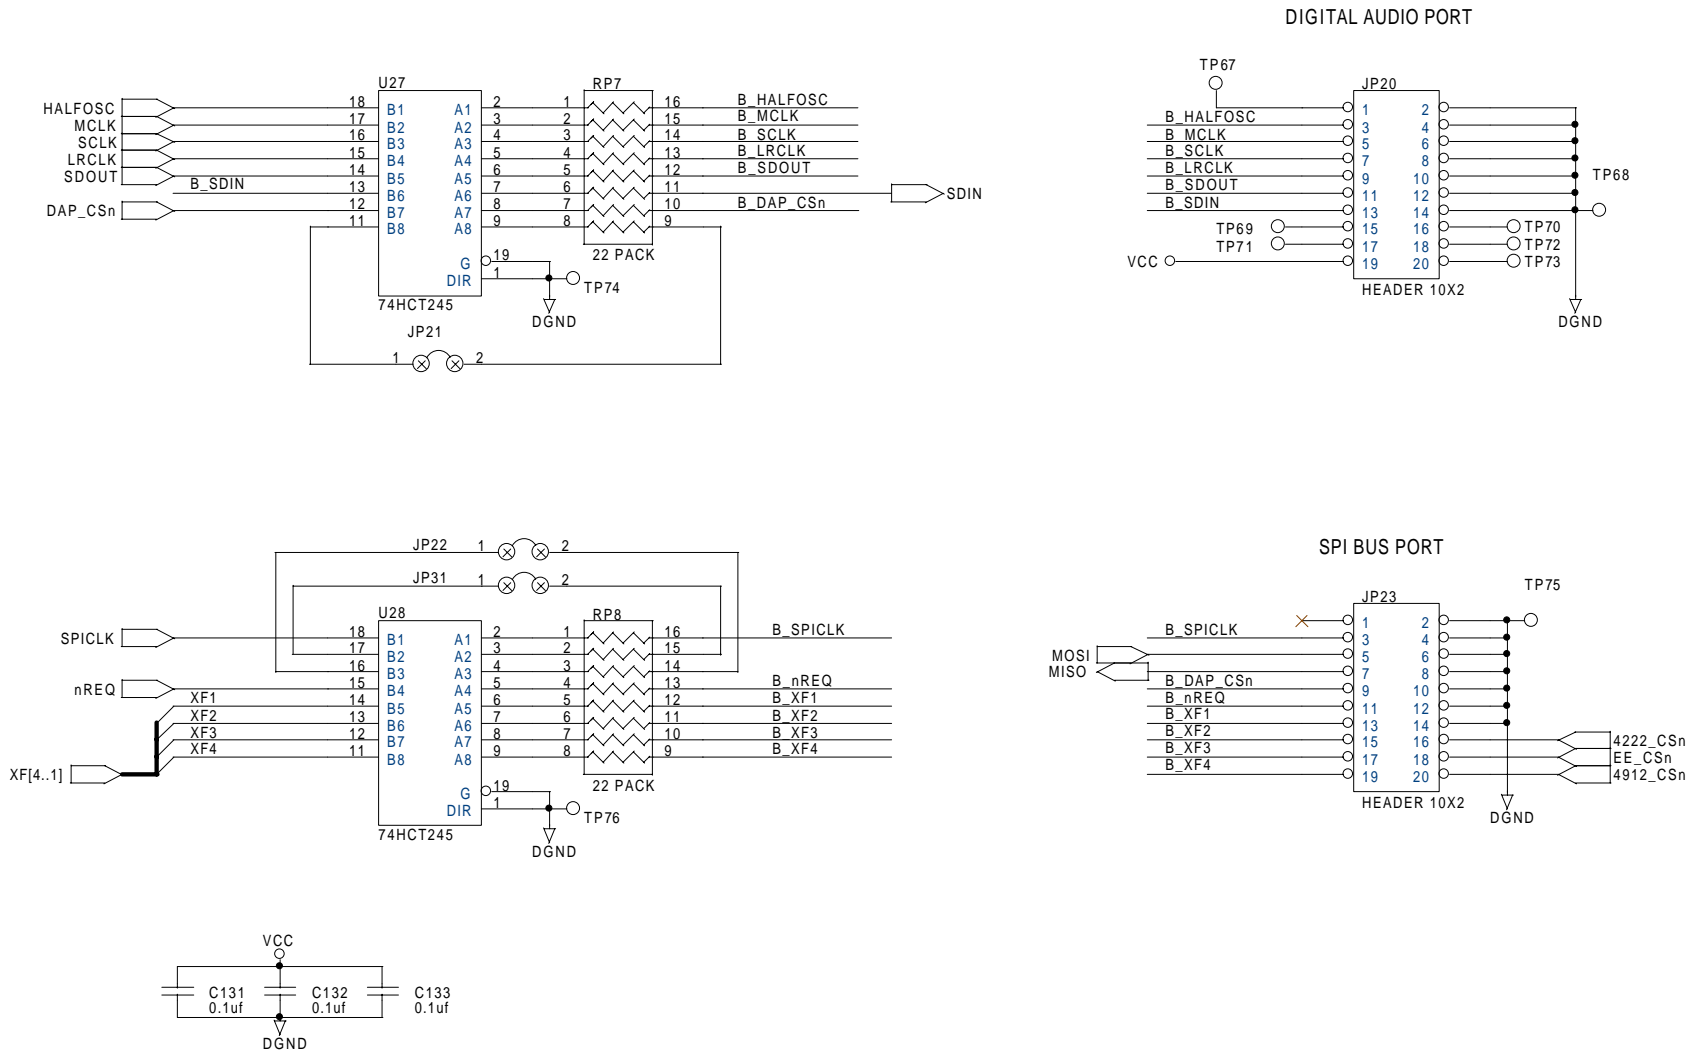 DIGITAL AUDIO PORT
U27
HALFOSC
MCLK
SCLK
LRCLK
SDOUT
B_SDIN
DAP_CSn
18 B1 A1 2
17 B2 A2 3
16 B3 A3 4
15 B4 A4 5
14 B5 A5 6
13 B6 A6 7
12 B7 A7 8
11 B8 A8 9
G 19
DIR 1
74HCT245
TP74
DGND
RP7
1 16 B_HALFOSC
2 15 B_MCLK
3 14 B_SCLK
4 13 B_LRCLK
5 12 B_SDOUT
6 11
7 10 B_DAP_CSn
8 9
22 PACK
SDIN
JP21
1 2
TP67
JP20
1 2
B_HALFOSC 3 4
B_MCLK 5 6
B_SCLK 7 8
B_LRCLK 9 10
B_SDOUT 11 12
B_SDIN 13 14
TP68
TP69 15 16 TP70
TP71 17 18 TP72
VCC 19 20 TP73
HEADER 10X2
DGND
JP22 1 2
JP31 1 2
U28
SPICLK
nREQ
XF1
XF2
XF3
XF4
XF[4..1]
18 B1 A1 2
17 B2 A2 3
16 B3 A3 4
15 B4 A4 5
14 B5 A5 6
13 B6 A6 7
12 B7 A7 8
11 B8 A8 9
G 19
DIR 1
74HCT245
TP76
DGND
RP8
1 16 B_SPICLK
2 15
3 14
4 13 B_nREQ
5 12 B_XF1
6 11 B_XF2
7 10 B_XF3
8 9 B_XF4
22 PACK
SPI BUS PORT
TP75
JP23
1 2
B_SPICLK 3 4
MOSI 5 6
MISO 7 8
B_DAP_CSn 9 10
B_nREQ 11 12
B_XF1 13 14
B_XF2 15 16 4222_CSn
B_XF3 17 18 EE_CSn
B_XF4 19 20 4912_CSn
HEADER 10X2
DGND
VCC
C131
0.1uf
C132
0.1uf
C133
0.1uf
DGND